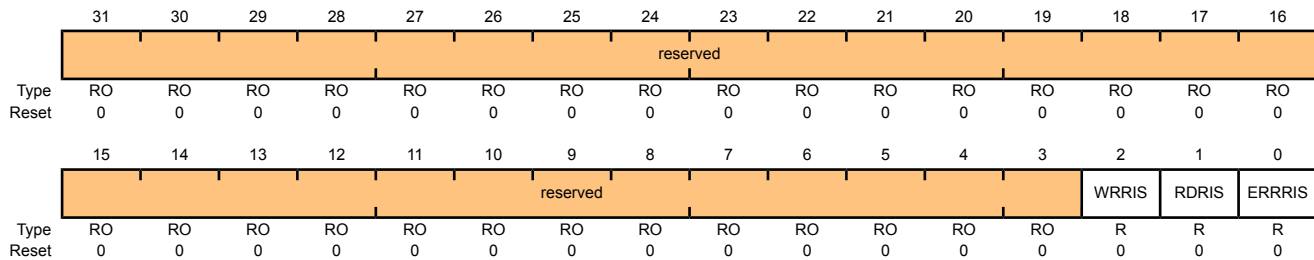 31 30 29 28 27 26 25 24 23 22 21 20 19 18 17 16
reserved
Type RO RO RO RO RO RO RO RO RO RO RO RO RO RO RO RO
Reset 0 0 0 0 0 0 0 0 0 0 0 0 0 0 0 0
15 14 13 12 11 10 9 8 7 6 5 4 3 2 1 0
reserved WRRIS RDRIS ERRRIS
Type RO RO RO RO RO RO RO RO RO RO RO RO RO R R R
Reset 0 0 0 0 0 0 0 0 0 0 0 0 0 0 0 0